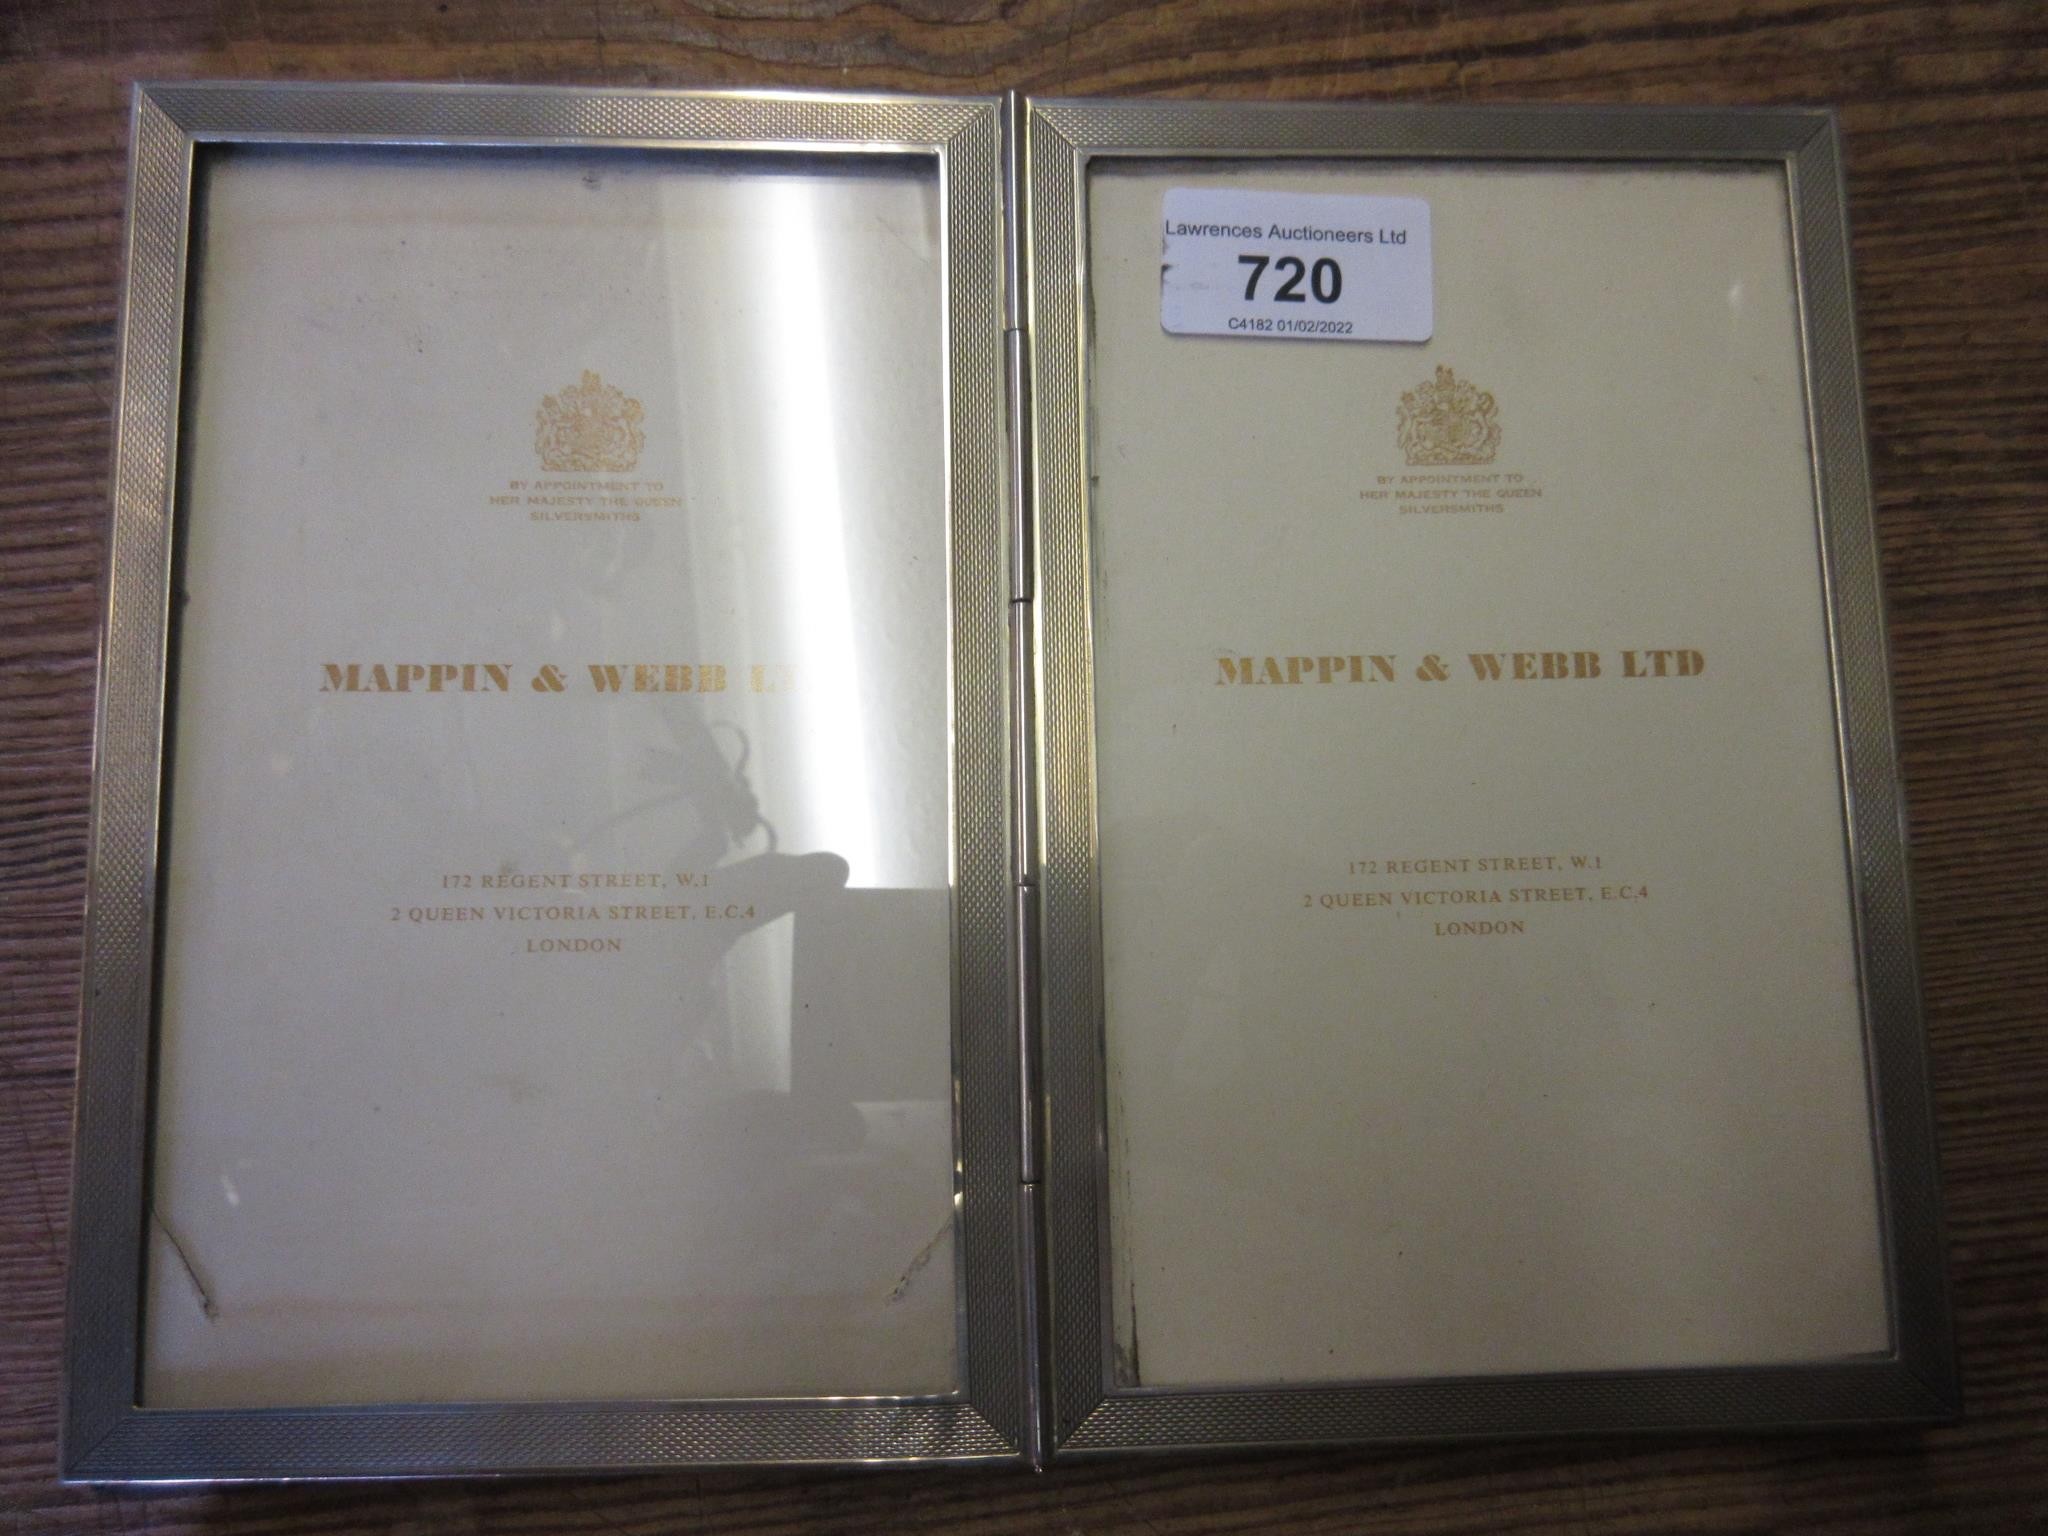 BY APPOINTMENT TO
HER MAJESTY THE QUEEN
SILVERSMITHS
MAPPIN & WEBB LT
172 REGENT STREET, W.1
2 QUEEN VICTORIA STREET, E.C.4
LONDON
Lawrences Auctioneers Ltd
720
C4182 01/02/2022
BY APPOINTMENT TO
HER MAJESTY THE QUEEN
SILVERSMITHS
MAPPIN & WEBB LTD
172 REGENT STREET, W.1
2 QUEEN VICTORIA STREET, E.C.4
LONDON